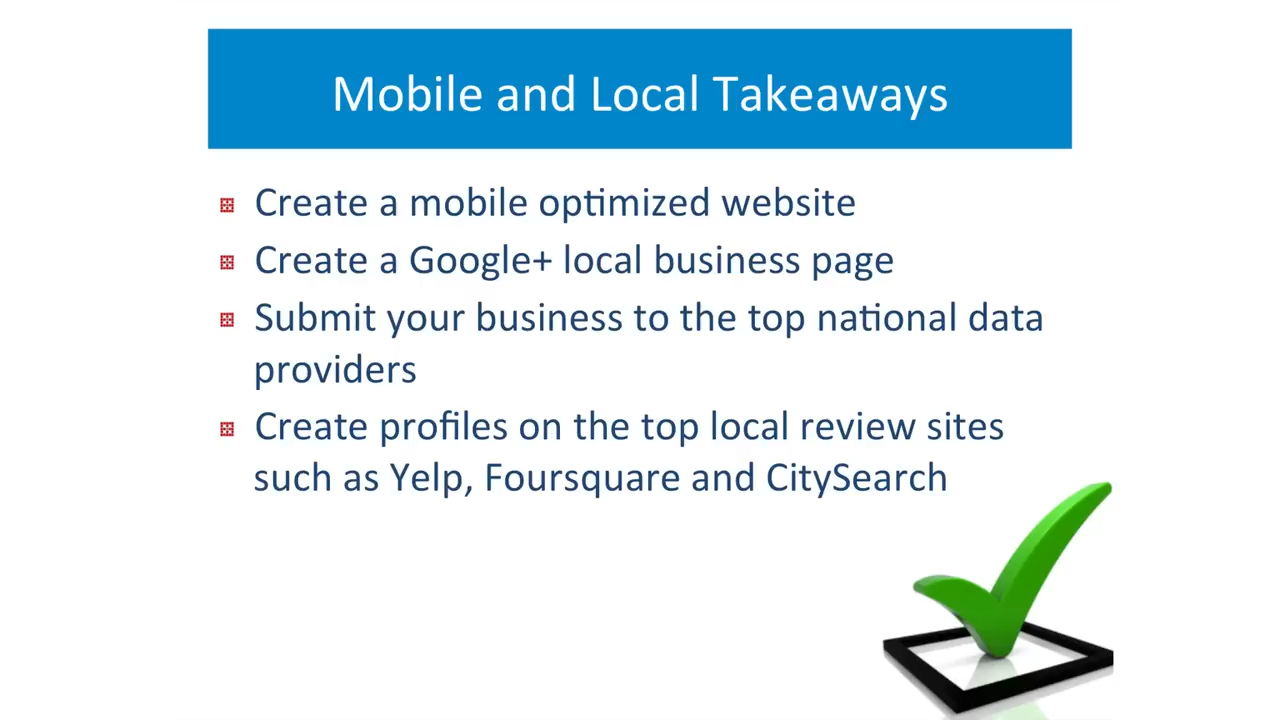 Mobile and Local Takeaways
Create a mobile optimized website
Create a Google+ local business page
Submit your business to the top national data
providers
Create profiles on the top local review sites
such as Yelp, Foursquare and CitySearch